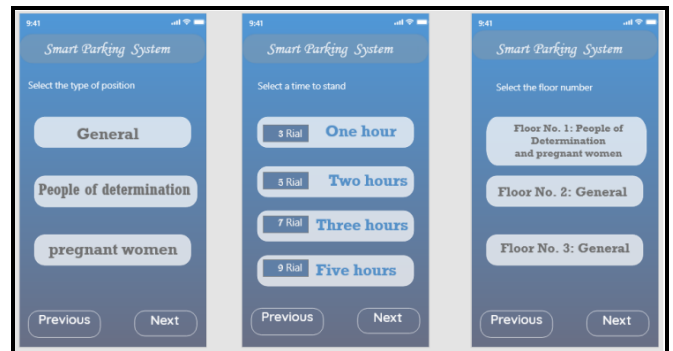 9:41
Smart Parking System
Select the type of position
General
People of determination
pregnant women
Previous
Next
9:41
Smart Parking System
Select a time to stand
3 Rial One hour
5 Rial Two hours
7 Rial Three hours
9 Rial Five hours
Previous
Next
9:41
Smart Parking System
Select the floor number
Floor No. 1: People of
Determination
and pregnant women
Floor No. 2: General
Floor No. 3: General
Previous
Next